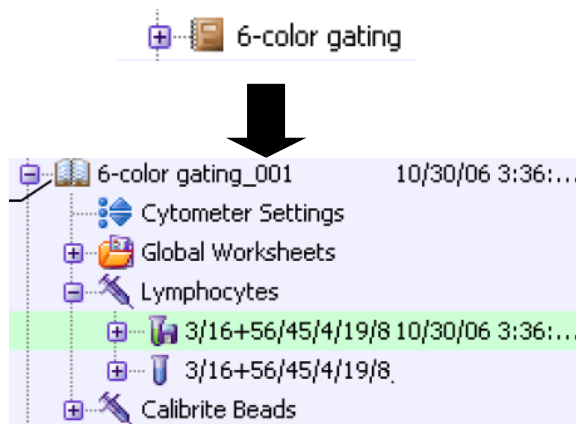 6-color gating
6-color gating_001 10/30/06 3:36:...
Cytometer Settings
Global Worksheets
Lymphocytes
3/16+56/45/4/19/8 10/30/06 3:36:...
3/16+56/45/4/19/8
Calibrite Beads